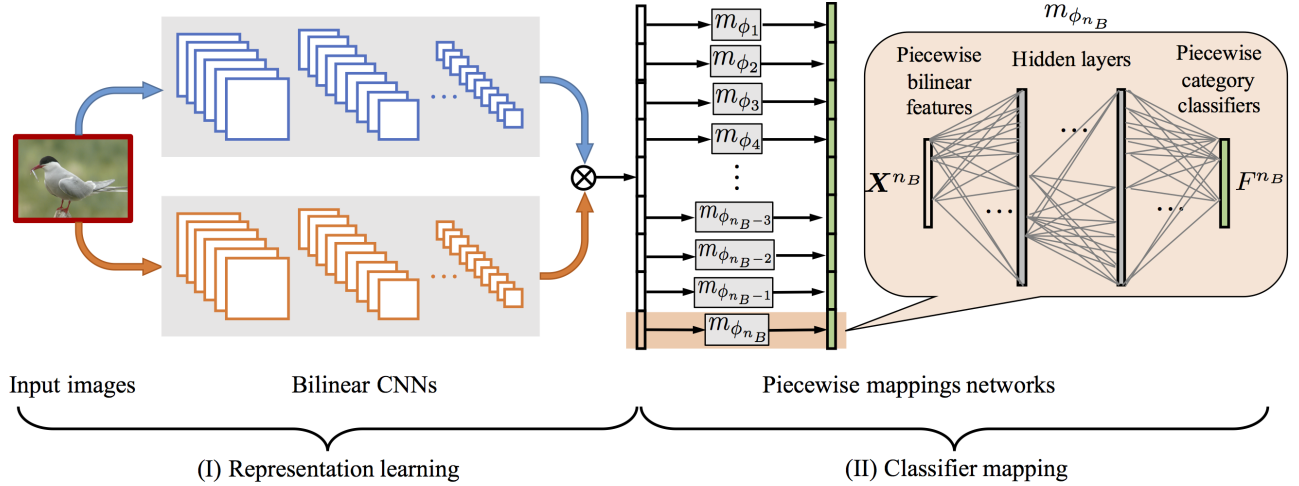 m_{ϕ_1}
m_{ϕ_2}
m_{ϕ_3}
m_{ϕ_4}
m_{ϕ_{n_B-3}}
m_{ϕ_{n_B-2}}
m_{ϕ_{n_B-1}}
m_{ϕ_{n_B}}
m_{ϕ_{n_B}}
Piecewise
bilinear
features
Hidden layers
Piecewise
category
classifiers
X^{n_B}
F^{n_B}
Input images
Bilinear CNNs
Piecewise mappings networks
(I) Representation learning
(II) Classifier mapping